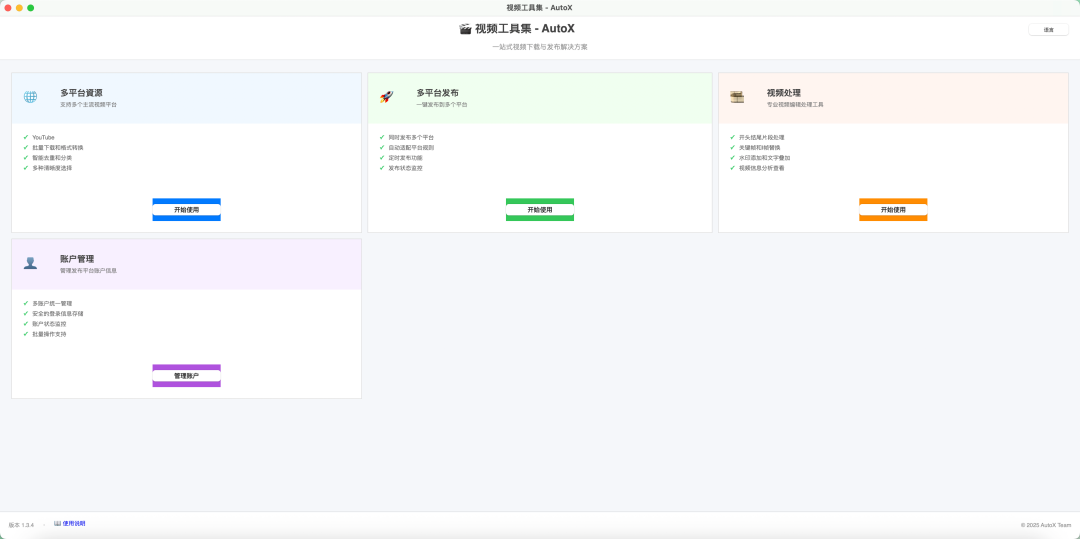 视频工具集 - AutoX
视频工具集 - AutoX
语言
一站式视频下载与发布解决方案
多平台資源
支持多个主流视频平台
✓ YouTube
✓ 批量下载和格式转换
✓ 智能去重和分类
✓ 多种清晰度选择
开始使用
多平台发布
一键发布到多个平台
✓ 同时发布多个平台
✓ 自动适配平台规则
✓ 定时发布功能
✓ 发布状态监控
开始使用
视频处理
专业视频编辑处理工具
✓ 开头结尾片段处理
✓ 关键帧和I帧替换
✓ 水印添加和文字叠加
✓ 视频信息分析查看
开始使用
账户管理
管理发布平台账户信息
✓ 多账户统一管理
✓ 安全的登录信息存储
✓ 账户状态监控
✓ 批量操作支持
管理账户
版本 1.3.4
使用说明
© 2025 AutoX Team